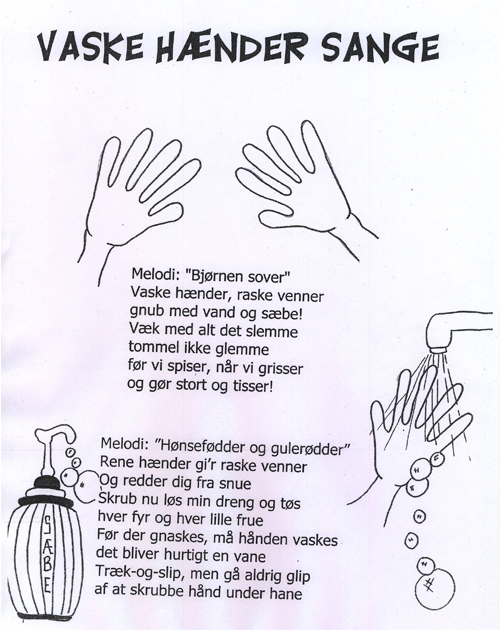 VASKE HÆNDER SANGE
Melodi: "Bjørnen sover"
Vaske hænder, raske venner
gnub med vand og sæbe!
Væk med alt det slemme
tommel ikke glemme
før vi spiser, når vi grisser
og gør stort og tisser!
Melodi: ”Hønsefødder og gulerødder”
Rene hænder gi’r raske venner
Og redder dig fra snue
Skrub nu løs min dreng og tøs
hver fyr og hver lille frue
Før der gnaskes, må hånden vaskes
det bliver hurtigt en vane
Træk-og-slip, men gå aldrig glip
af at skrubbe hånd under hane
SÆBE